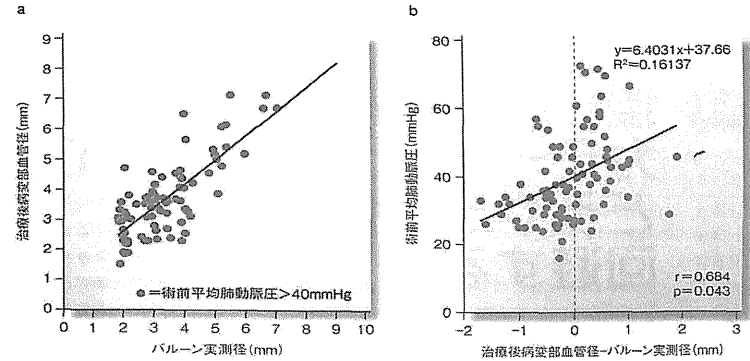 a
治療後病変部血管径(mm)
9
8
7
6
5
4
3
2
1
0
●=術前平均肺動脈圧>40mmHg
0 1 2 3 4 5 6 7 8 9 10
バルーン実測径(mm)
b
術前平均肺動脈圧(mmHg)
80
60
40
20
0
y=6.4031x+37.66
R²=0.16137
r=0.684
p=0.043
-2 -1 0 1 2 3
治療後病変部血管径-バルーン実測径(mm)